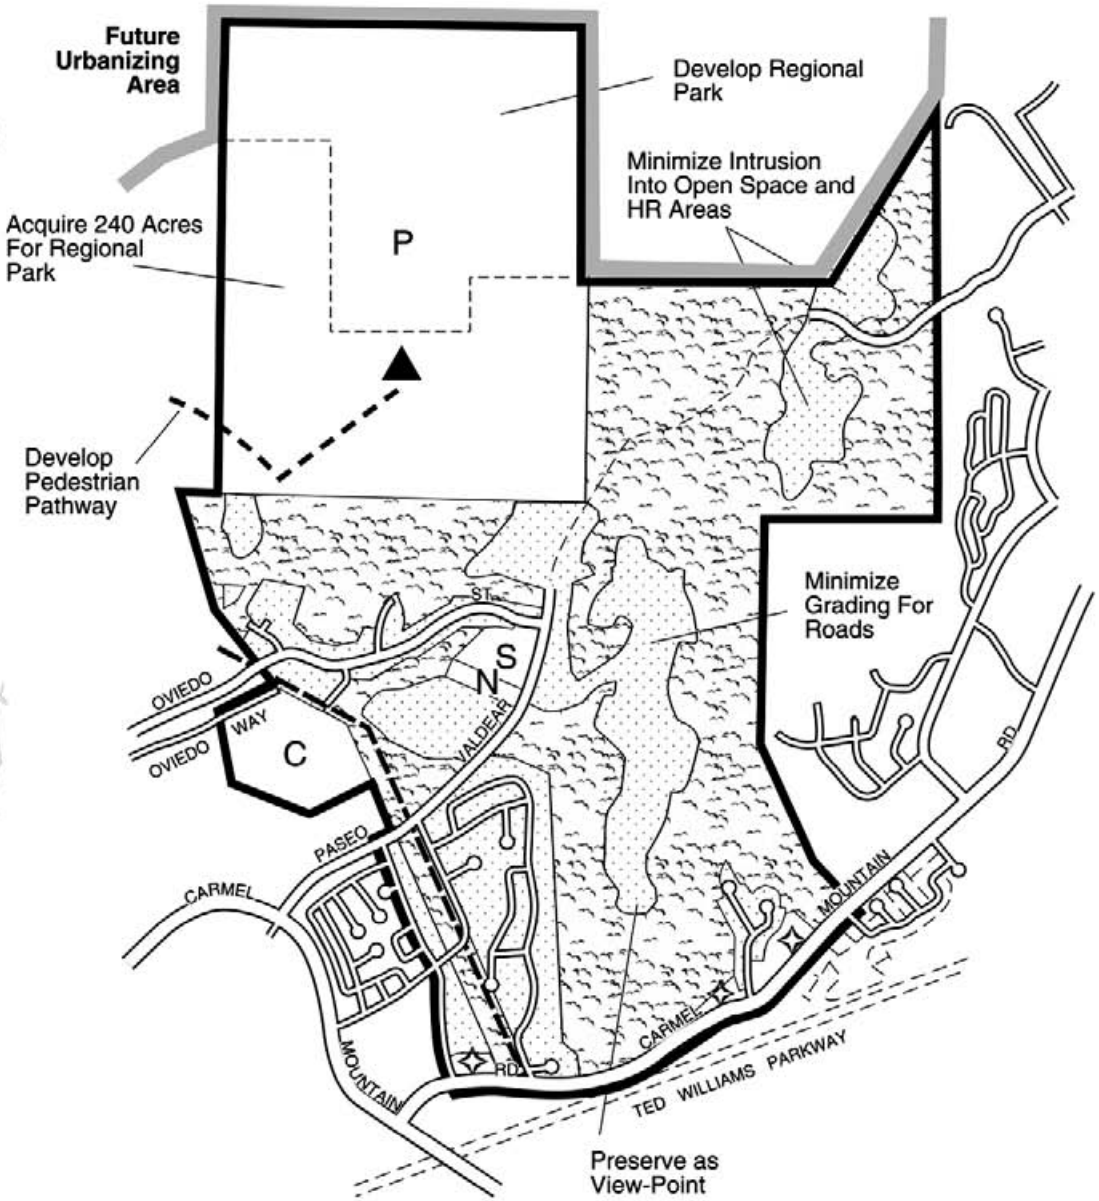 Future
Urbanizing
Area
Develop Regional
Park
Minimize Intrusion
Into Open Space and
HR Areas
Acquire 240 Acres
For Regional
Park
P
Develop
Pedestrian
Pathway
Minimize
Grading For
Roads
ST.
S
N
OVIEDO
OVIEDO WAY
VALDEAR
C
RD
PASEO
CARMEL
MOUNTAIN
MOUNTAIN
CARMEL
RD
TED WILLIAMS PARKWAY
Preserve as
View-Point